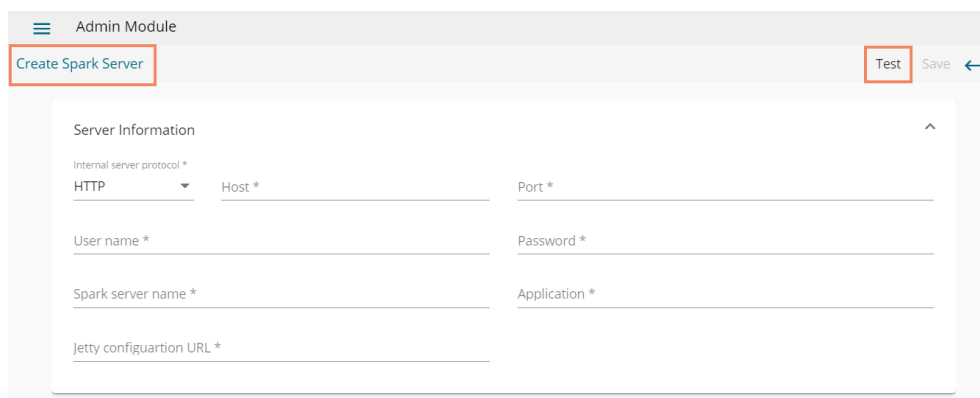 Admin Module
Create Spark Server
Test Save
Server Information
Internal server protocol *
HTTP Host * Port *
User name * Password *
Spark server name * Application *
Jetty configuartion URL *